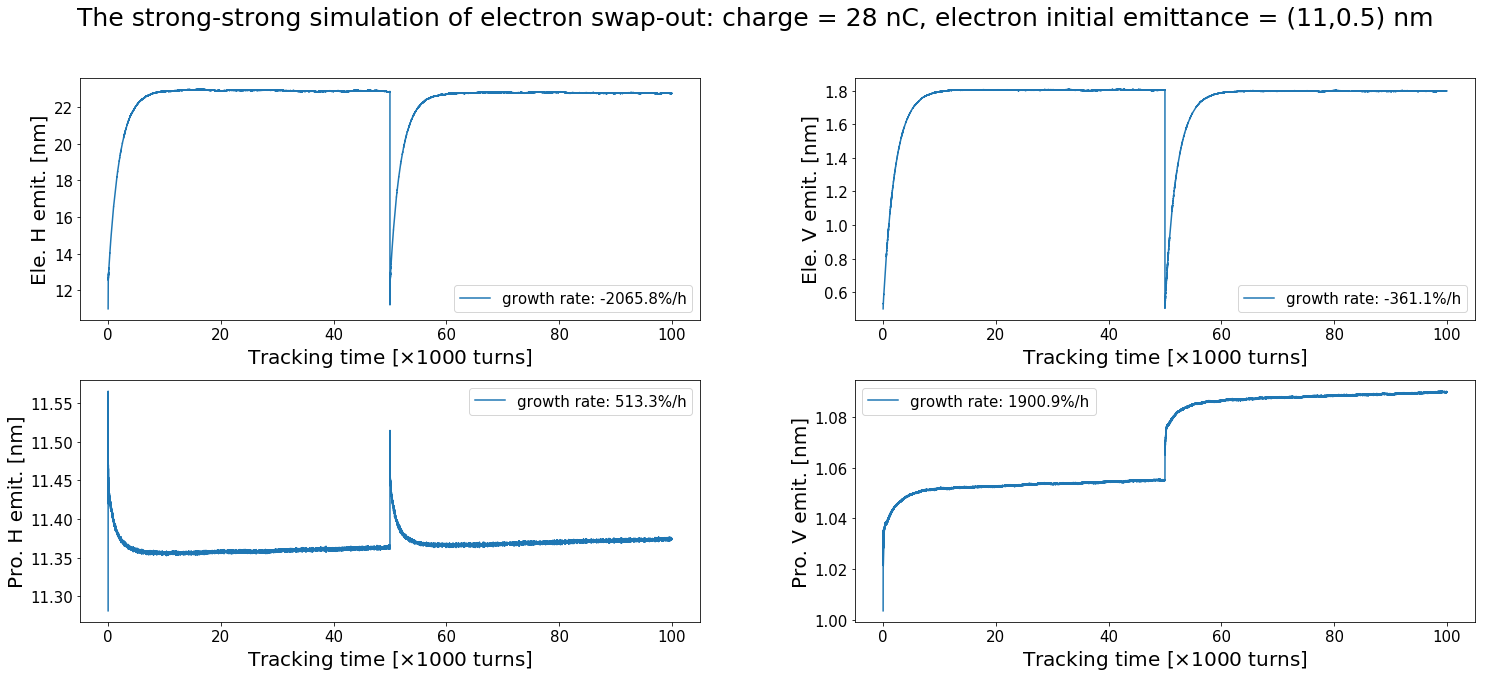 The strong-strong simulation of electron swap-out: charge = 28 nC, electron initial emittance = (11,0.5) nm
Ele. H emit. [nm]
22
20
18
16
14
12
growth rate: -2065.8%/h
0 20 40 60 80 100
Tracking time [×1000 turns]
Ele. V emit. [nm]
1.8
1.6
1.4
1.2
1.0
0.8
0.6
growth rate: -361.1%/h
0 20 40 60 80 100
Tracking time [×1000 turns]
Pro. H emit. [nm]
11.55
11.50
11.45
11.40
11.35
11.30
growth rate: 513.3%/h
0 20 40 60 80 100
Tracking time [×1000 turns]
Pro. V emit. [nm]
1.08
1.06
1.04
1.02
1.00
growth rate: 1900.9%/h
0 20 40 60 80 100
Tracking time [×1000 turns]